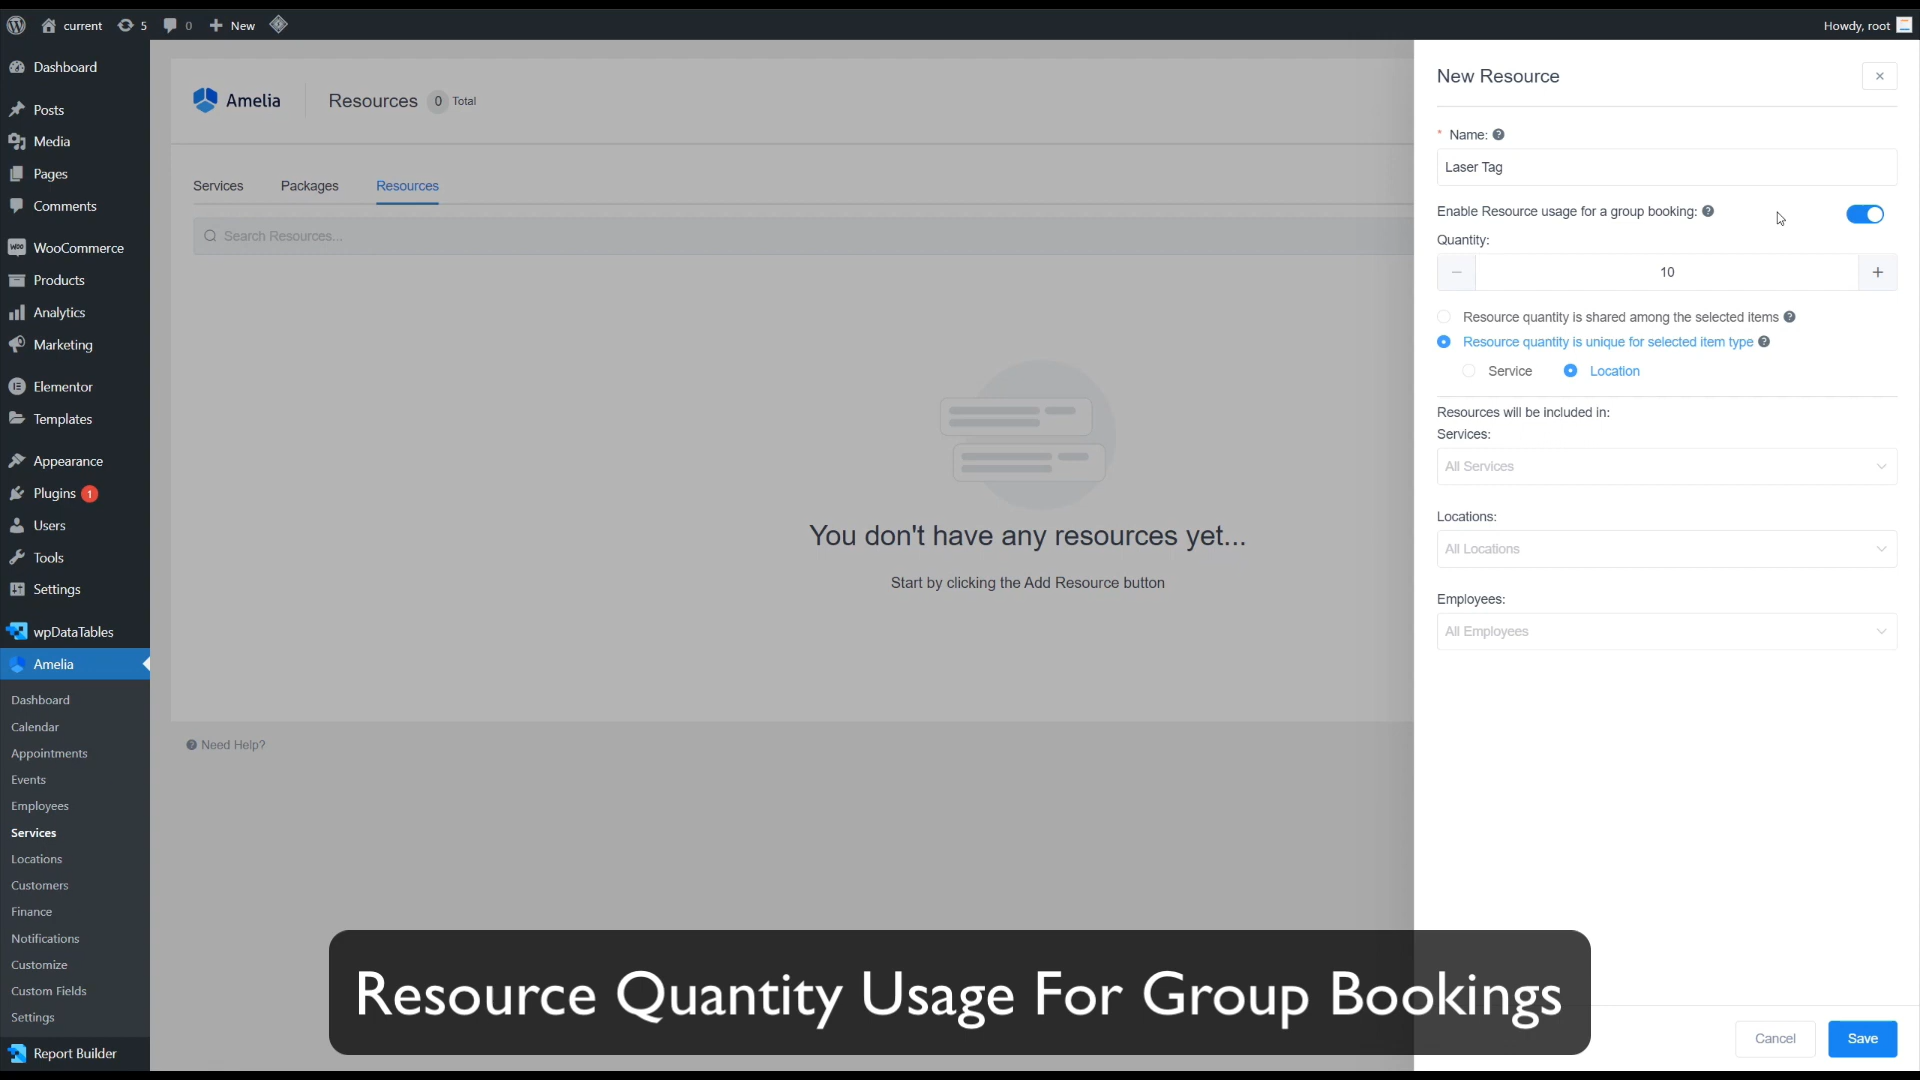 current
5
0
New
Howdy, root
Dashboard
Posts
Media
Pages
Comments
WooCommerce
Products
Analytics
Marketing
Elementor
Templates
Appearance
Plugins 1
Users
Tools
Settings
wpDataTables
Amelia
Dashboard
Calendar
Appointments
Events
Employees
Services
Locations
Customers
Finance
Notifications
Customize
Custom Fields
Settings
Report Builder
Amelia
Resources 0 Total
Services
Packages
Resources
Search Resources...
You don't have any resources yet...
Start by clicking the Add Resource button
Need Help?
New Resource
* Name:
Laser Tag
Enable Resource usage for a group booking:
Quantity:
10
Resource quantity is shared among the selected items
Resource quantity is unique for selected item type
Service
Location
Resources will be included in:
Services:
All Services
Locations:
All Locations
Employees:
All Employees
Cancel
Save
Resource Quantity Usage For Group Bookings